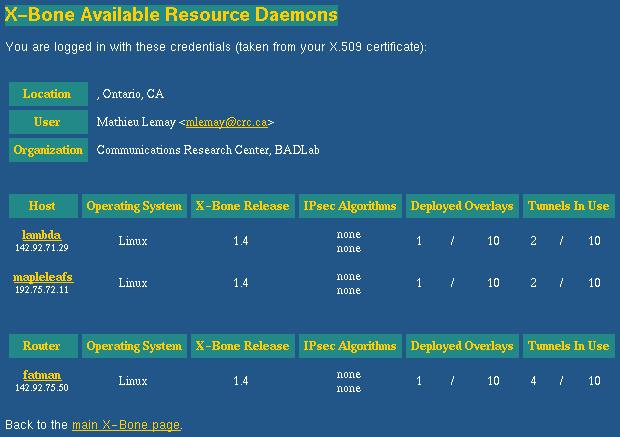 X-Bone Available Resource Daemons
You are logged in with these credentials (taken from your X.509 certificate):
Location , Ontario, CA
User Mathieu Lemay <mlemay@crc.ca>
Organization Communications Research Center, BADLab
Host Operating System X-Bone Release IPsec Algorithms Deployed Overlays Tunnels In Use
lambda
142.92.71.29 Linux 1.4 none none 1 / 10 2 / 10
mapleleafs
192.75.72.11 Linux 1.4 none none 1 / 10 2 / 10
Router Operating System X-Bone Release IPsec Algorithms Deployed Overlays Tunnels In Use
fatman
142.92.75.50 Linux 1.4 none none 1 / 10 4 / 10
Back to the main X-Bone page.